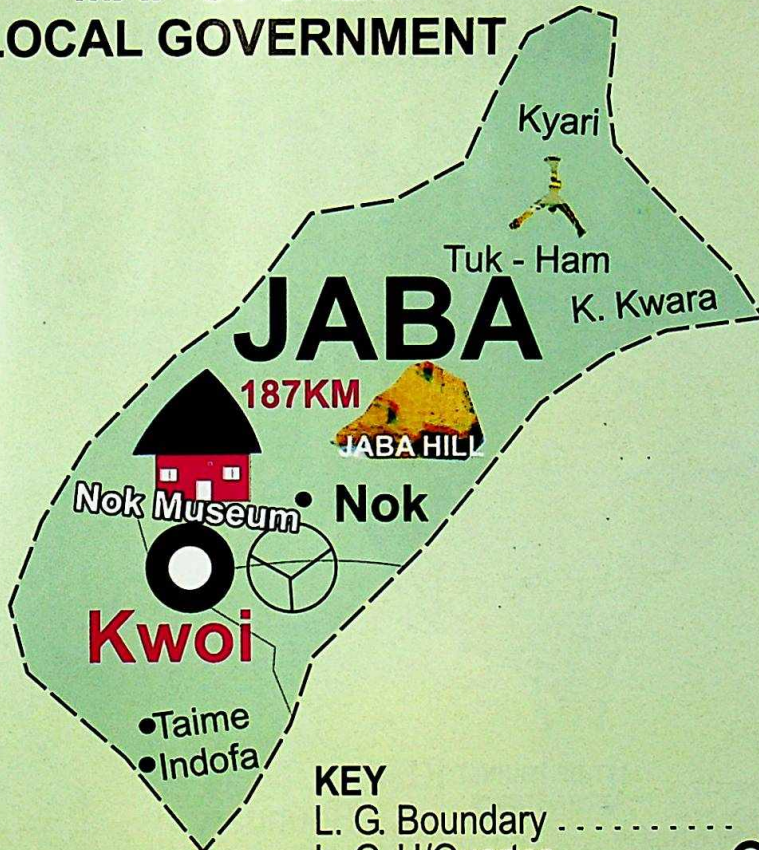 LOCAL GOVERNMENT
Kyari
Tuk - Ham
K. Kwara
JABA
187KM
JABA HILL
Nok Museum
Nok
Kwoi
Taime
Indofa
KEY
L. G. Boundary ----------